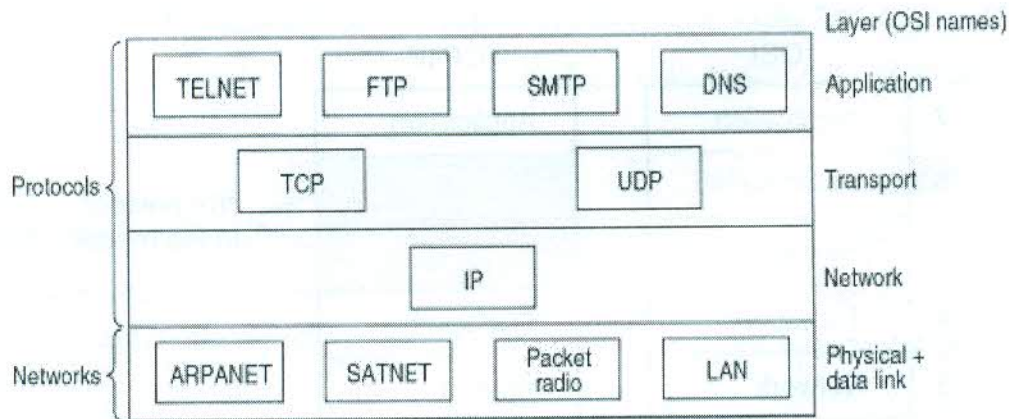 Layer (OSI names)
TELNET FTP SMTP DNS Application
Protocols
TCP UDP Transport
IP Network
Networks
ARPANET SATNET Packet radio LAN Physical + data link